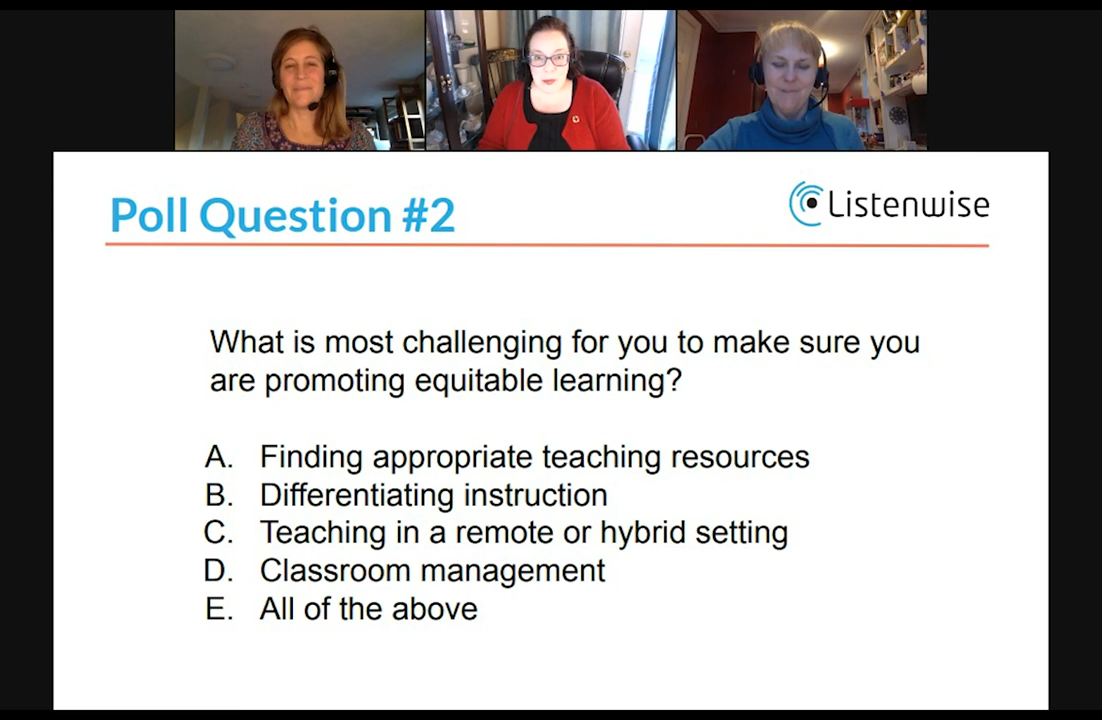 Poll Question #2
Listenwise
What is most challenging for you to make sure you
are promoting equitable learning?
A. Finding appropriate teaching resources
B. Differentiating instruction
C. Teaching in a remote or hybrid setting
D. Classroom management
E. All of the above